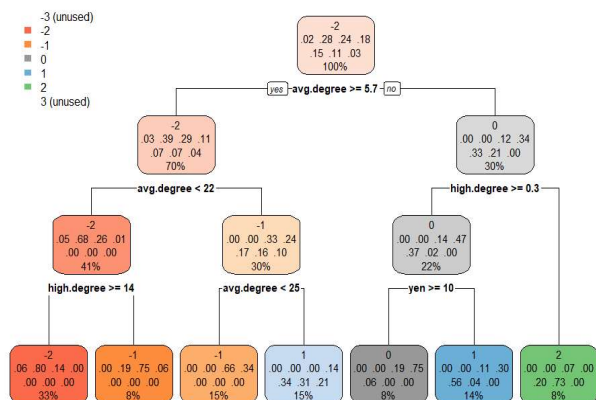 -3 (unused)
-2
-1
0
1
2
3 (unused)
-2
.02 .28 .24 .18
.15 .11 .03
100%
yes avg.degree >= 5.7 no
-2
.03 .39 .29 .11
.07 .07 .04
70%
0
.00 .00 .12 .34
.33 .21 .00
30%
avg.degree < 22
high.degree >= 0.3
-2
.05 .68 .26 .01
.00 .00 .00
41%
-1
.00 .00 .33 .24
.17 .16 .10
30%
0
.00 .00 .14 .47
.37 .02 .00
22%
high.degree >= 14
avg.degree < 25
yen >= 10
-2
.06 .80 .14 .00
.00 .00 .00
33%
-1
.00 .19 .75 .06
.00 .00 .00
8%
-1
.00 .00 .66 .34
.00 .00 .00
15%
1
.00 .00 .00 .14
.34 .31 .21
15%
0
.00 .00 .19 .75
.06 .00 .00
8%
1
.00 .00 .11 .30
.56 .04 .00
14%
2
.00 .00 .07 .00
.20 .73 .00
8%